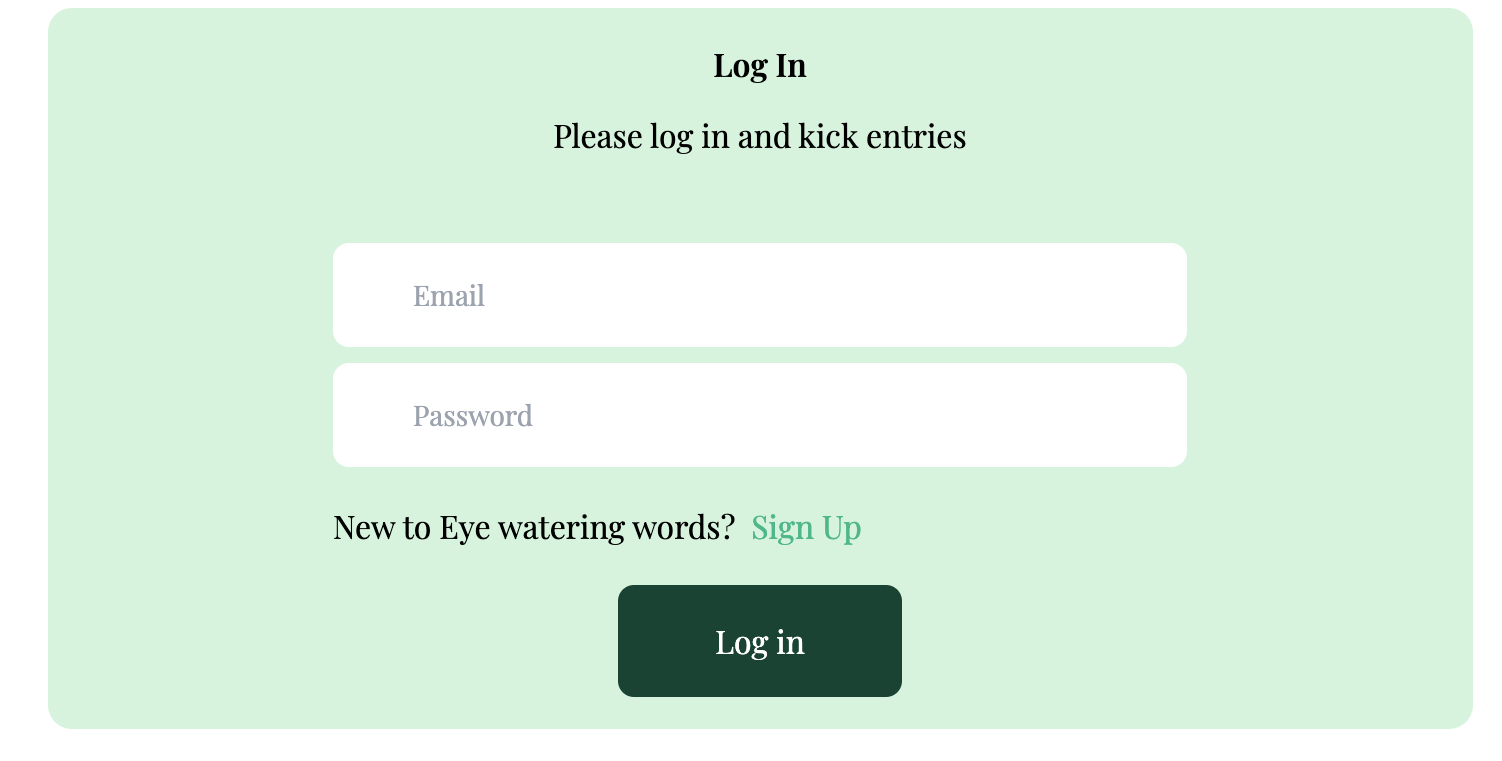 Log In
Please log in and kick entries
Email
Password
New to Eye watering words? Sign Up
Log in